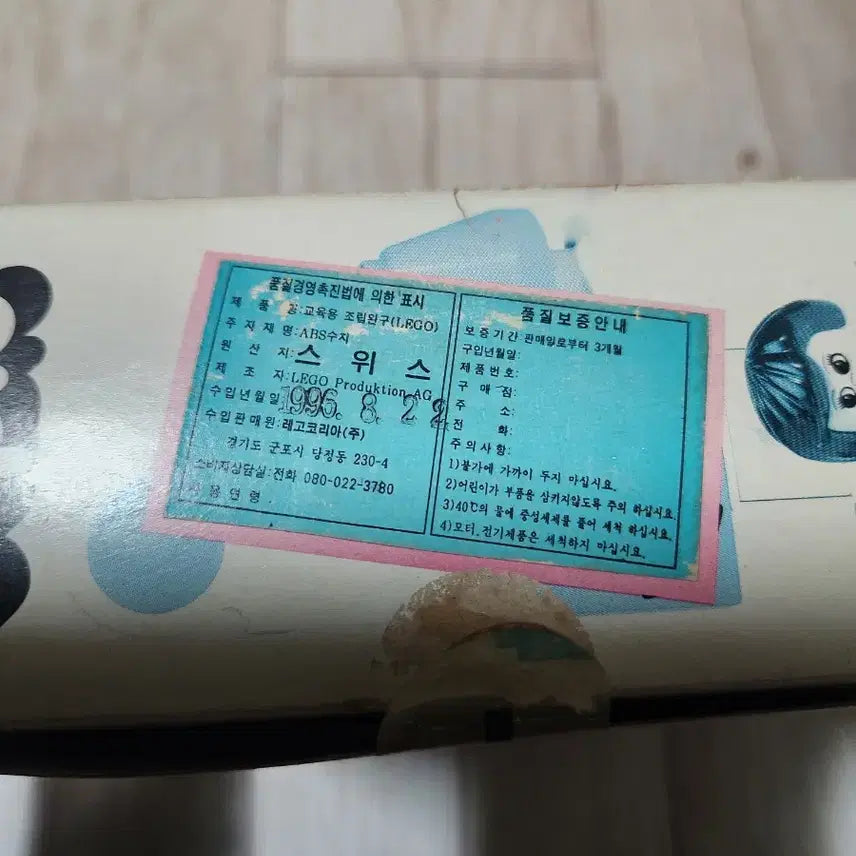 품질경영촉진법에 의한 표시
제 품 명:교육용 조립완구(LEGO)
주 자 재 명:ABS수지
원 산 지:스 위 스
제 조 자:LEGO Produktion AG
수입년월일:1996. 8. 22
수입판매원:레고코리아(주)
경기도 군포시 당정동 230-4
소비자상담실:전화 080-022-3780
사용연령:
품질보증안내
보증기간:판매일로부터 3개월
구입년월일:
제품번호:
구 매 점:
주 소:
전 화:
주의사항:
1)불가에 가까이 두지 마십시요.
2)어린이가 부품을 삼키지않도록 주의 하십시요.
3)40℃의 물에 중성세제를 풀어 세척 하십시요.
4)모터,전기제품은 세척하지 마십시요.